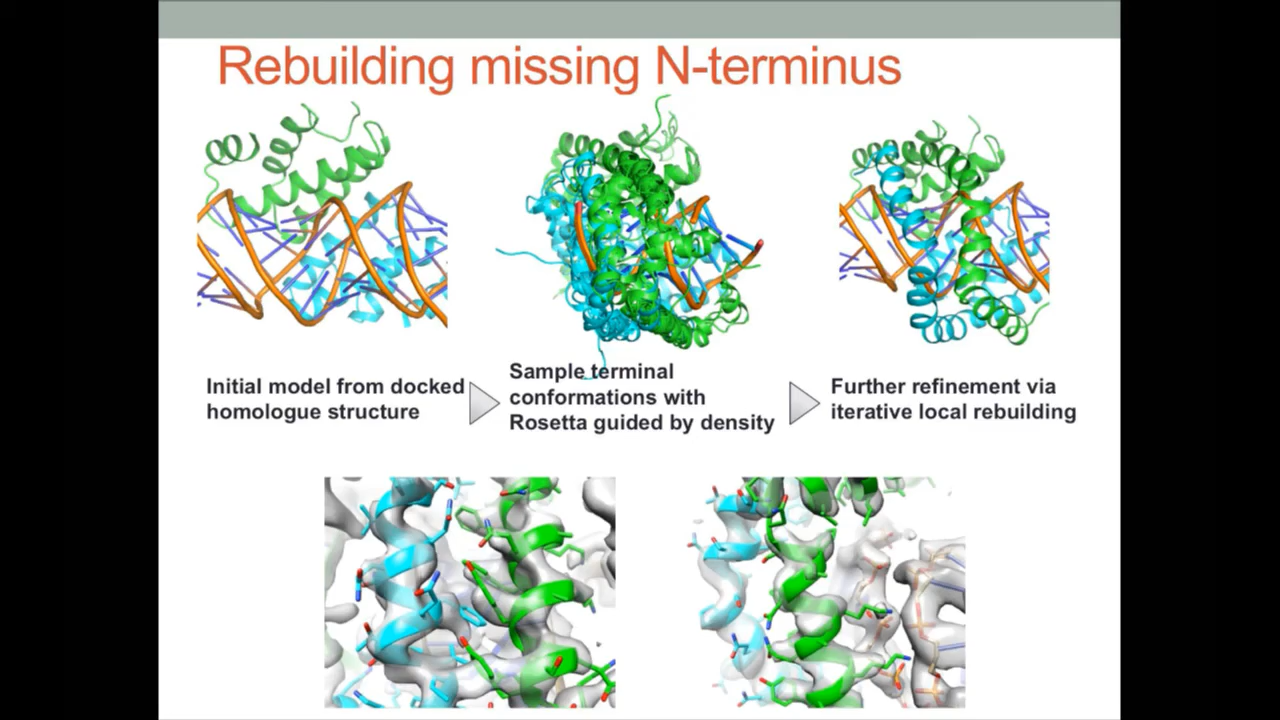 Rebuilding missing N-terminus
Initial model from docked
homologue structure
Sample terminal
conformations with
Rosetta guided by density
Further refinement via
iterative local rebuilding